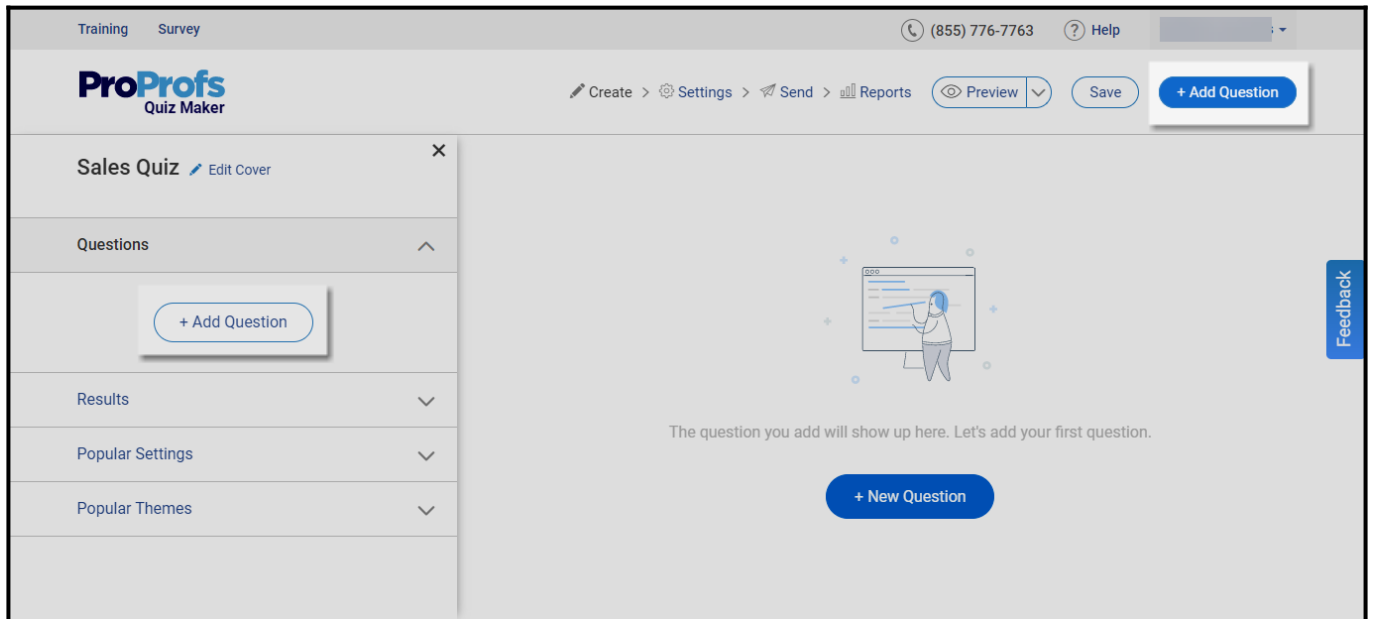 Training Survey (855) 776-7763 ? Help
ProProfs
Quiz Maker
Create > Settings > Send > Reports Preview Save + Add Question
Sales Quiz Edit Cover ×
Questions
+ Add Question
Results
Popular Settings
Popular Themes
The question you add will show up here. Let's add your first question.
+ New Question
Feedback